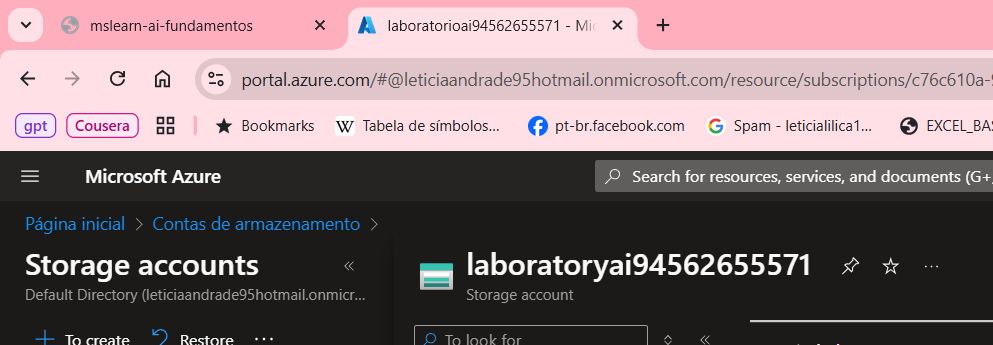 mslearn-ai-fundamentos
laboratorioai94562655571 - Mic
portal.azure.com/#@leticiaandrade95hotmail.onmicrosoft.com/resource/subscriptions/c76c610a-
gpt Cousera Bookmarks Tabela de símbolos... pt-br.facebook.com Spam - leticialilica1... EXCEL_BAS
Microsoft Azure
Search for resources, services, and documents (G+/
Página inicial > Contas de armazenamento >
Storage accounts
Default Directory (leticiaandrade95hotmail.onmicr...
laboratoryai94562655571
Storage account
To create Restore ...
To look for